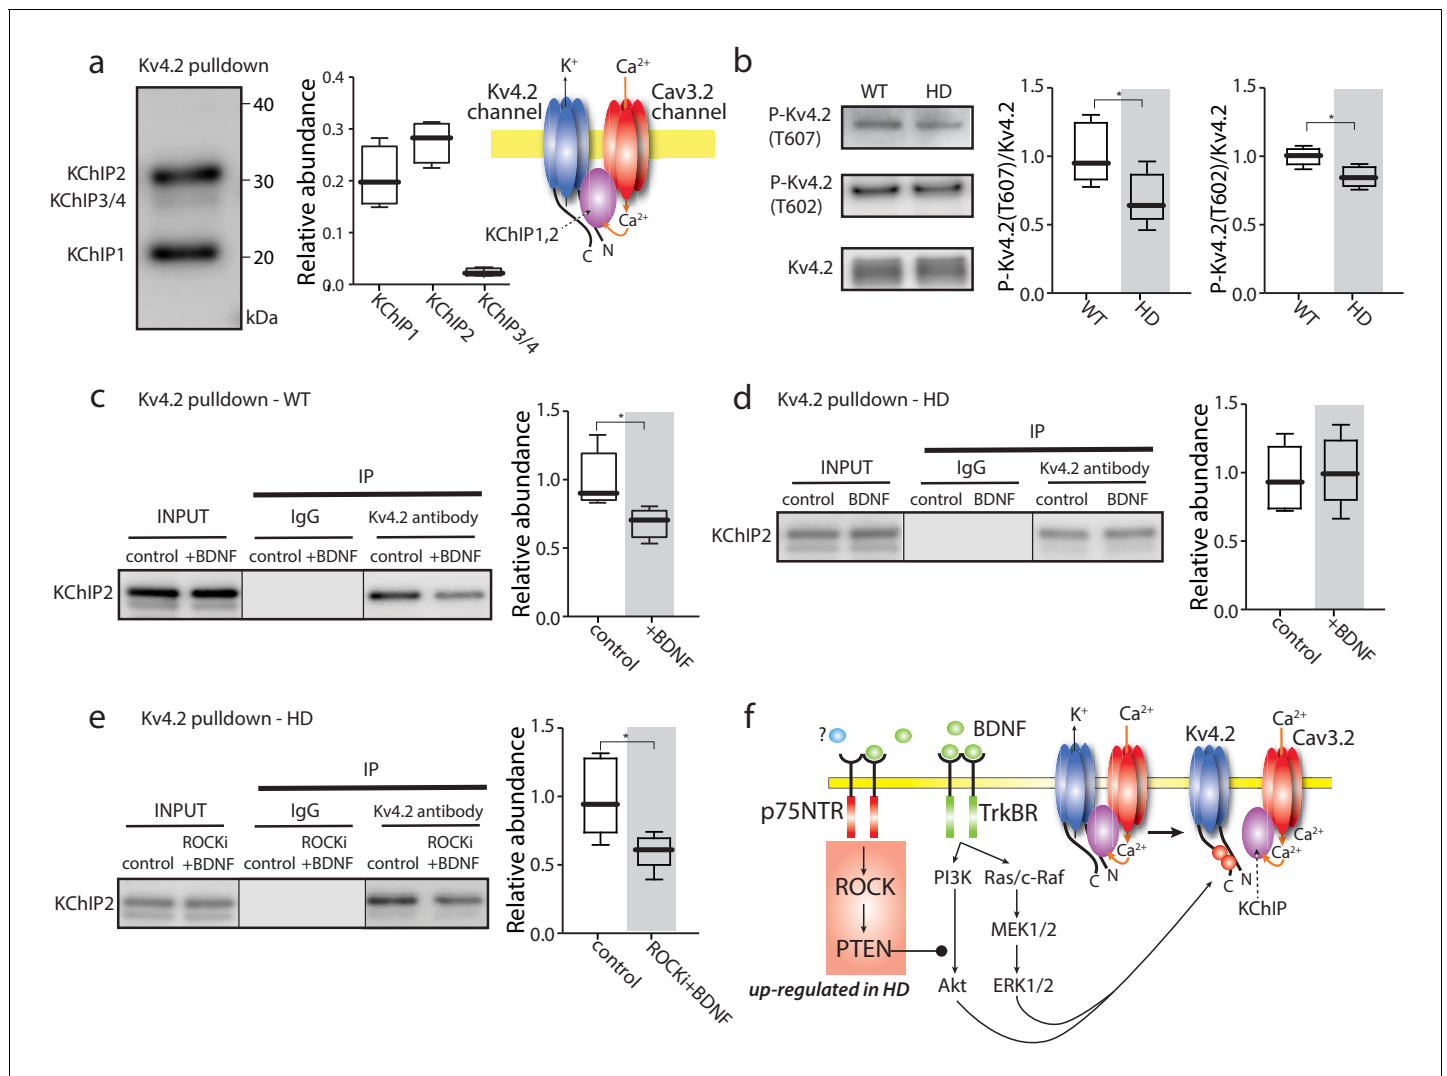 a
Kv4.2 pulldown
40
KChIP2
30
KChIP3/4
KChIP1
20
kDa
Relative abundance
0.4
0.3
0.2
0.1
0.0
KChIP1
KChIP2
KChIP3/4
K+
Ca2+
Kv4.2
channel
Cav3.2
channel
Ca2+
KChIP1,2
C
N
b
WT HD
P-Kv4.2
(T607)
P-Kv4.2
(T602)
Kv4.2
P-Kv4.2(T607)/Kv4.2
1.5
1.0
0.5
0.0
*
WT
HD
P-Kv4.2(T602)/Kv4.2
1.5
1.0
0.5
0.0
*
WT
HD
c
Kv4.2 pulldown - WT
IP
INPUT IgG Kv4.2 antibody
control +BDNF control +BDNF control +BDNF
KChIP2
Relative abundance
1.5
1.0
0.5
0.0
*
control
+BDNF
d
Kv4.2 pulldown - HD
IP
INPUT IgG Kv4.2 antibody
control BDNF control BDNF control BDNF
KChIP2
Relative abundance
1.5
1.0
0.5
0.0
control
+BDNF
e
Kv4.2 pulldown - HD
IP
INPUT IgG Kv4.2 antibody
ROCKi ROCKi ROCKi
control +BDNF control +BDNF control +BDNF
KChIP2
Relative abundance
1.5
1.0
0.5
0.0
*
control
ROCKi+BDNF
f
?
BDNF
K+
Ca2+
Kv4.2
Ca2+
Cav3.2
p75NTR
TrkBR
Ca2+
C
N
Ca2+
Ca2+
C
N
KChIP
ROCK
PTEN
up-regulated in HD
PI3K
Ras/c-Raf
MEK1/2
Akt
ERK1/2